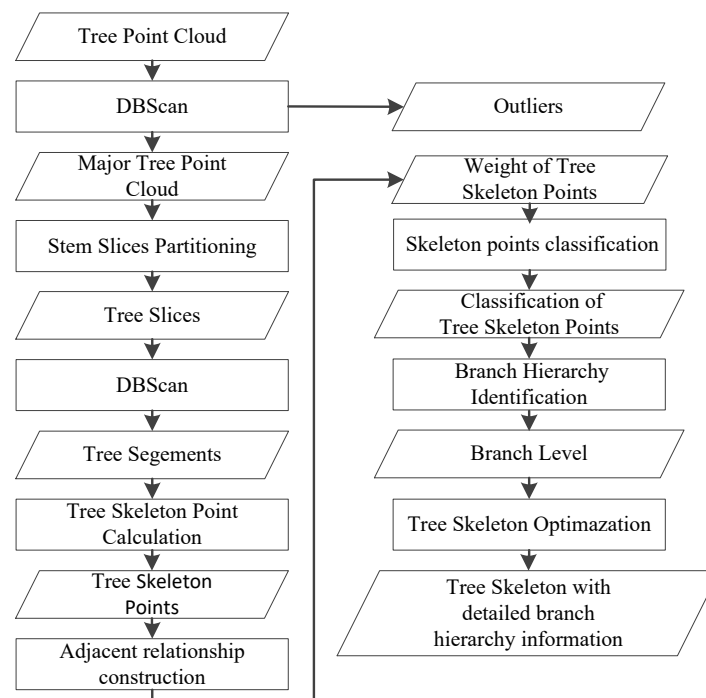 Tree Point Cloud
DBScan
Outliers
Major Tree Point
Cloud
Stem Slices Partitioning
Tree Slices
DBScan
Tree Segements
Tree Skeleton Point
Calculation
Tree Skeleton
Points
Adjacent relationship
construction
Weight of Tree
Skeleton Points
Skeleton points classification
Classification of
Tree Skeleton Points
Branch Hierarchy
Identification
Branch Level
Tree Skeleton Optimazation
Tree Skeleton with
detailed branch
hierarchy information